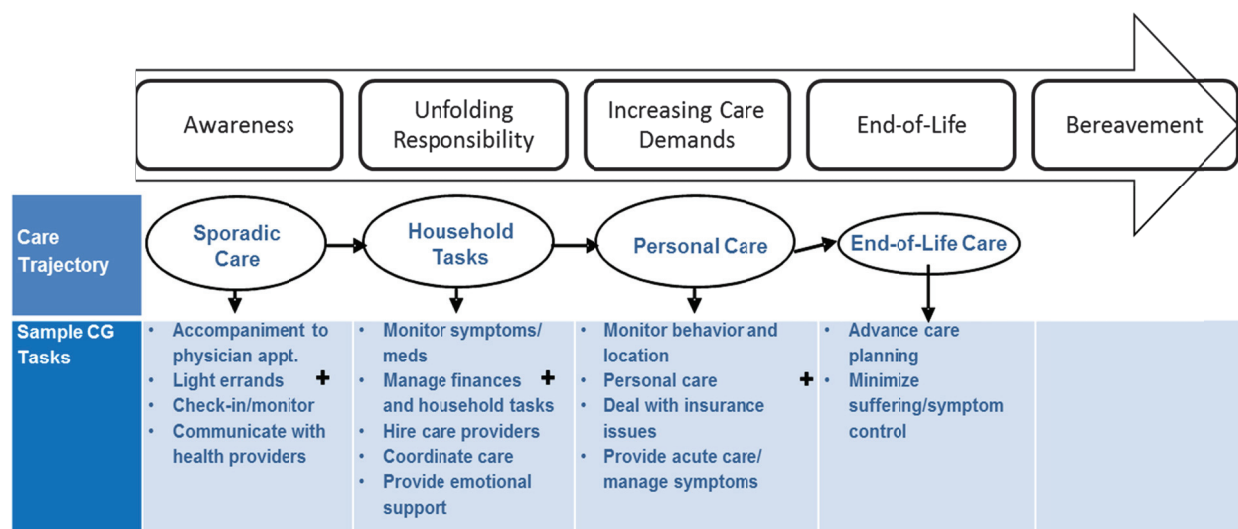 Awareness
Unfolding
Responsibility
Increasing Care
Demands
End-of-Life
Bereavement
Care
Trajectory
Sporadic
Care
Household
Tasks
Personal Care
End-of-Life Care
Sample CG
Tasks
• Accompaniment to
physician appt.
• Light errands
• Check-in/monitor
• Communicate with
health providers
+
• Monitor symptoms/
meds
• Manage finances
and household tasks
• Hire care providers
• Coordinate care
• Provide emotional
support
+
• Monitor behavior and
location
• Personal care
• Deal with insurance
issues
• Provide acute care/
manage symptoms
+
• Advance care
planning
• Minimize
suffering/symptom
control